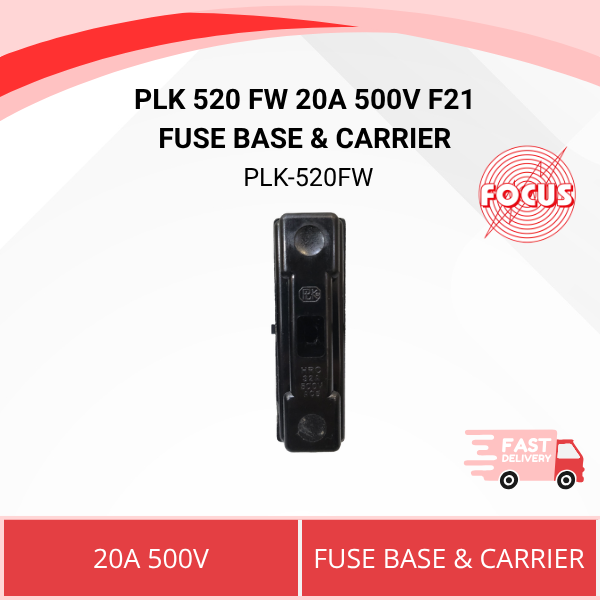 PLK 520 FW 20A 500V F21
FUSE BASE & CARRIER
PLK-520FW
FOCUS
HRC
FAST
DELIVERY
20A 500V
FUSE BASE & CARRIER